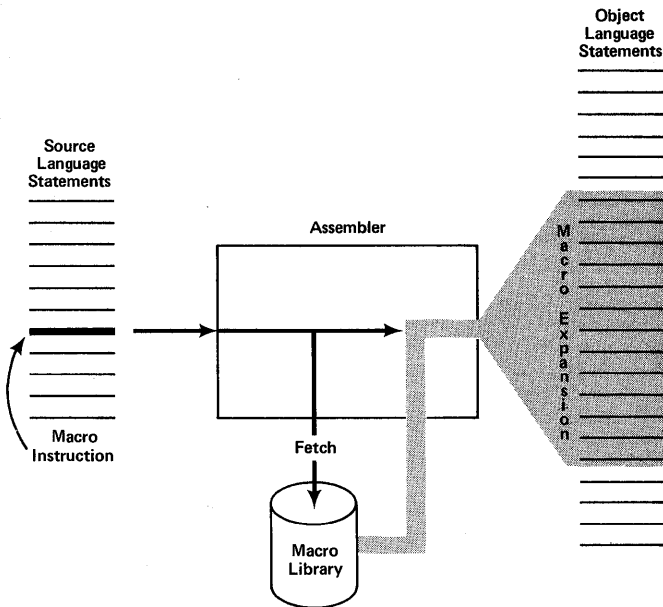 Object
Language
Statements
Source
Language
Statements
Assembler
Macro Expansion
Macro
Instruction
Fetch
Macro
Library